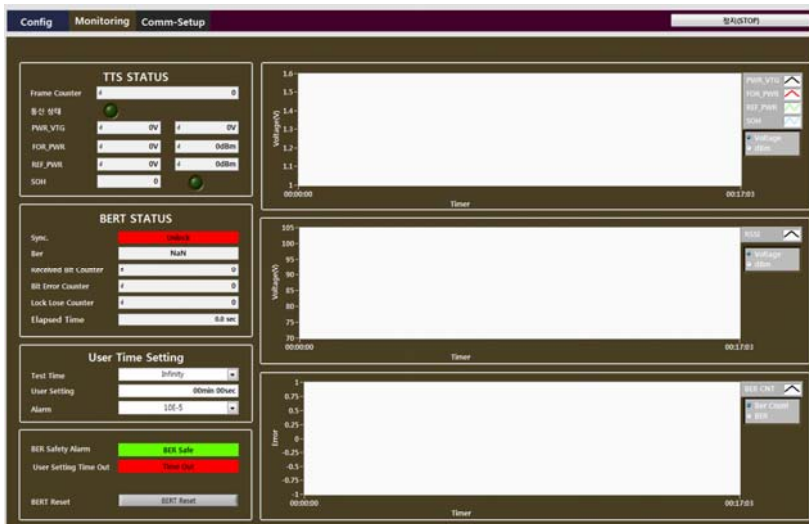 Config Monitoring Comm-Setup
정지(STOP)
TTS STATUS
Frame Counter 0
통신 상태
PWR_VTG 0V 0V
FOR_PWR 0V 0dBm
REF_PWR 0V 0dBm
SOH 0
BERT STATUS
Sync. Unlock
Ber NaN
Received Bit Counter 0
Bit Error Counter 0
Lock Lose Counter 0
Elapsed Time 0.0 sec
User Time Setting
Test Time Infinity
User Setting 00min 00sec
Alarm 10E-5
BER Safety Alarm BER Safe
User Setting Time Out Time Out
BERT Reset BERT Reset
Voltage(V)
1.6
1.5
1.4
1.3
1.2
1.1
1
00:00:00 00:17:03
Timer
PWR_VTG
FOR_PWR
REF_PWR
SOH
Voltage
dBm
Voltage(V)
105
100
95
90
85
80
75
70
00:00:00 00:17:03
Timer
RSSI
Voltage
dBm
Error
1
0.75
0.5
0.25
0
-0.25
-0.5
-0.75
-1
00:00:00 00:17:03
Timer
BER CNT
Ber Count
BER